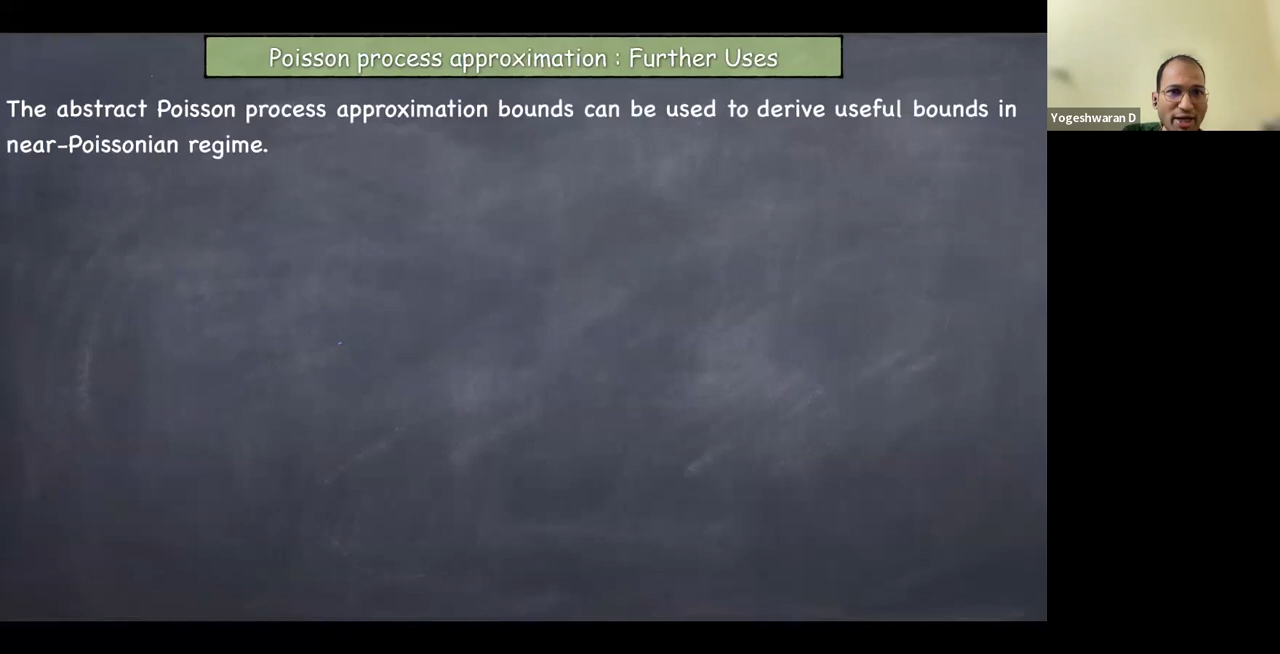 Poisson process approximation : Further Uses
The abstract Poisson process approximation bounds can be used to derive useful bounds in
near-Poissonian regime.
Yogeshwaran D